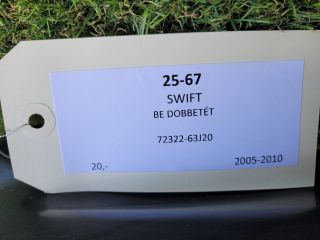 25-67
SWIFT
BE DOBBETÉT
72322-63J20
20,- 2005-2010